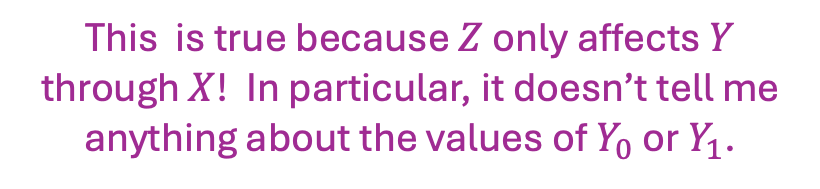 This is true because Z only affects Y
through X! In particular, it doesn’t tell me
anything about the values of Y₀ or Y₁.